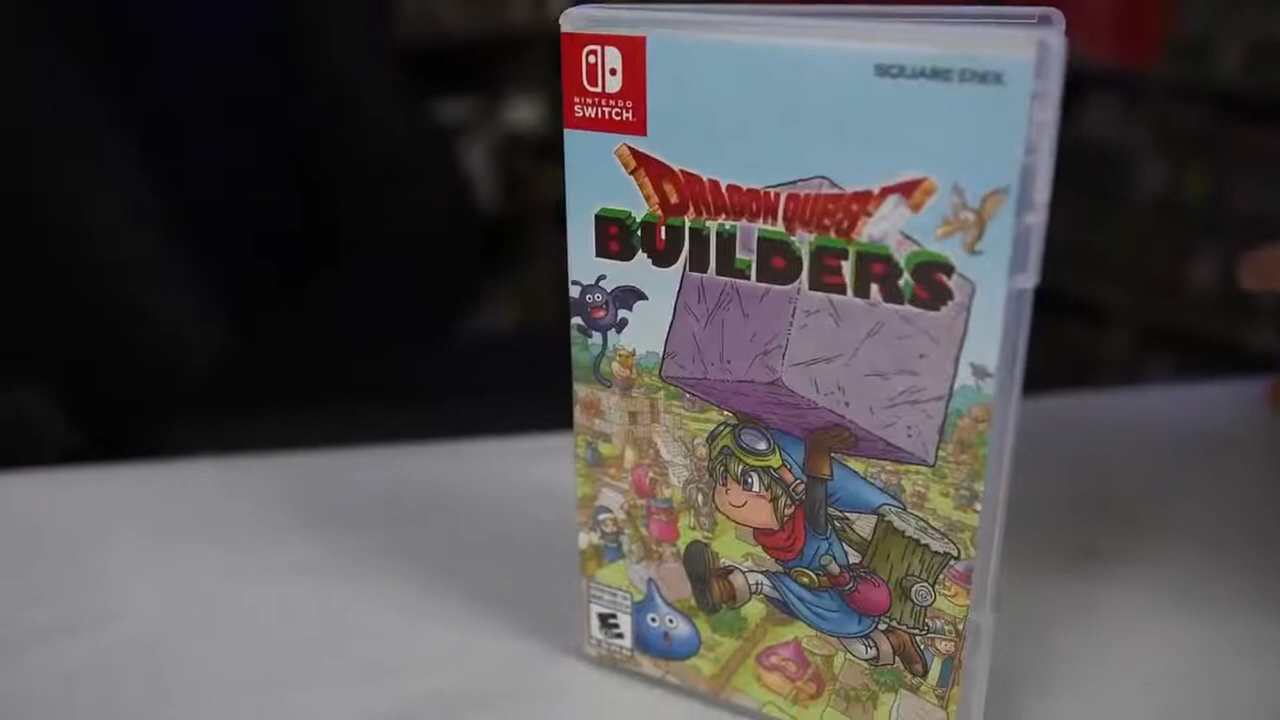 NINTENDO
SWITCH
SQUARE ENIX
DRAGON QUEST
BUILDERS
E